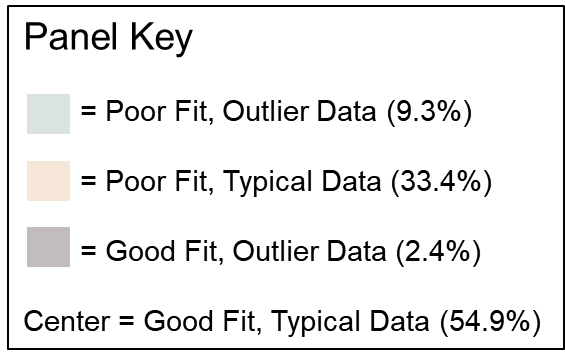 Panel Key
= Poor Fit, Outlier Data (9.3%)
= Poor Fit, Typical Data (33.4%)
= Good Fit, Outlier Data (2.4%)
Center = Good Fit, Typical Data (54.9%)